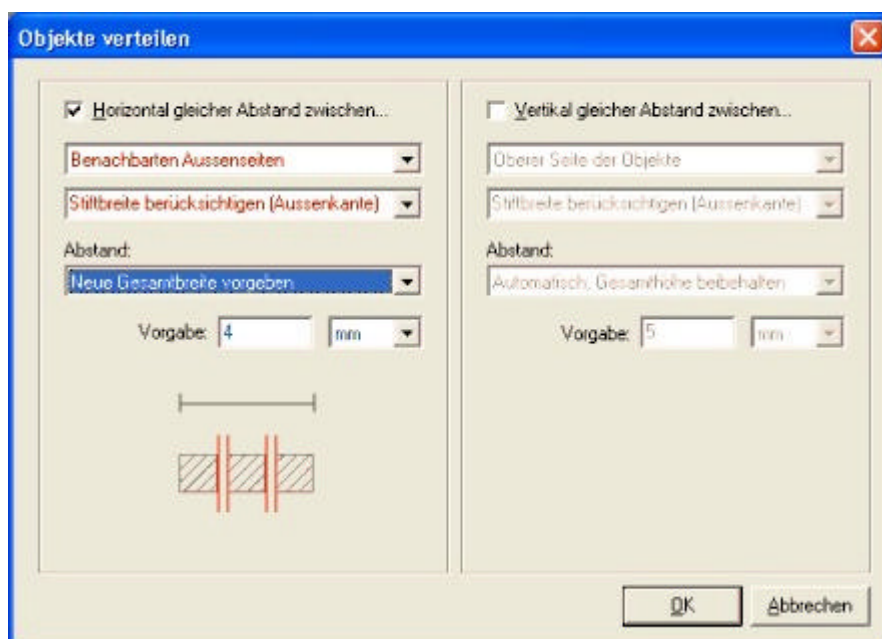 Objekte verteilen
Horizontal gleicher Abstand zwischen...
Benachbarten Aussenseiten
Stiftbreite berücksichtigen (Aussenkante)
Abstand:
Neue Gesamtbreite vorgeben
Vorgabe: 4 mm
Vertikal gleicher Abstand zwischen...
Oberer Seite der Objekte
Stiftbreite berücksichtigen (Aussenkante)
Abstand:
Automatisch, Gesamthöhe beibehalten
Vorgabe: 5 mm
OK Abbrechen